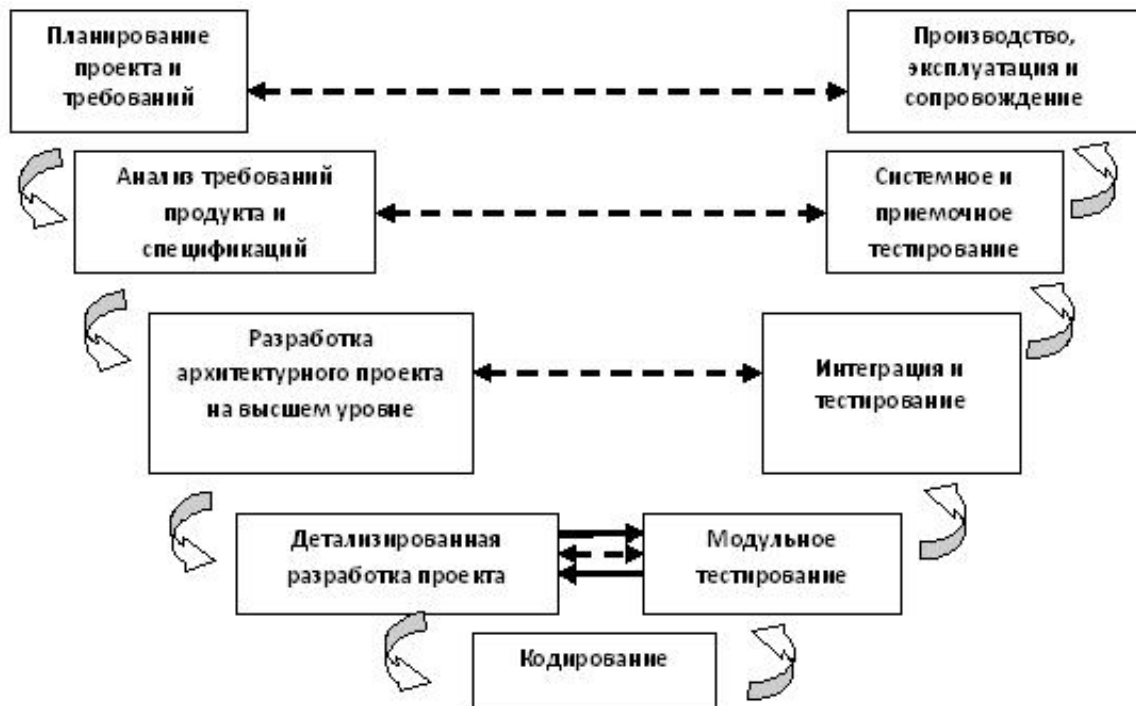 Планирование
проекта и
требований
Производство,
эксплуатация и
сопровождение
Анализ требований
продукта и
спецификаций
Системное и
приемочное
тестирование
Разработка
архитектурного проекта
на высшем уровне
Интеграция и
тестирование
Детализированная
разработка проекта
Модульное
тестирование
Кодирование